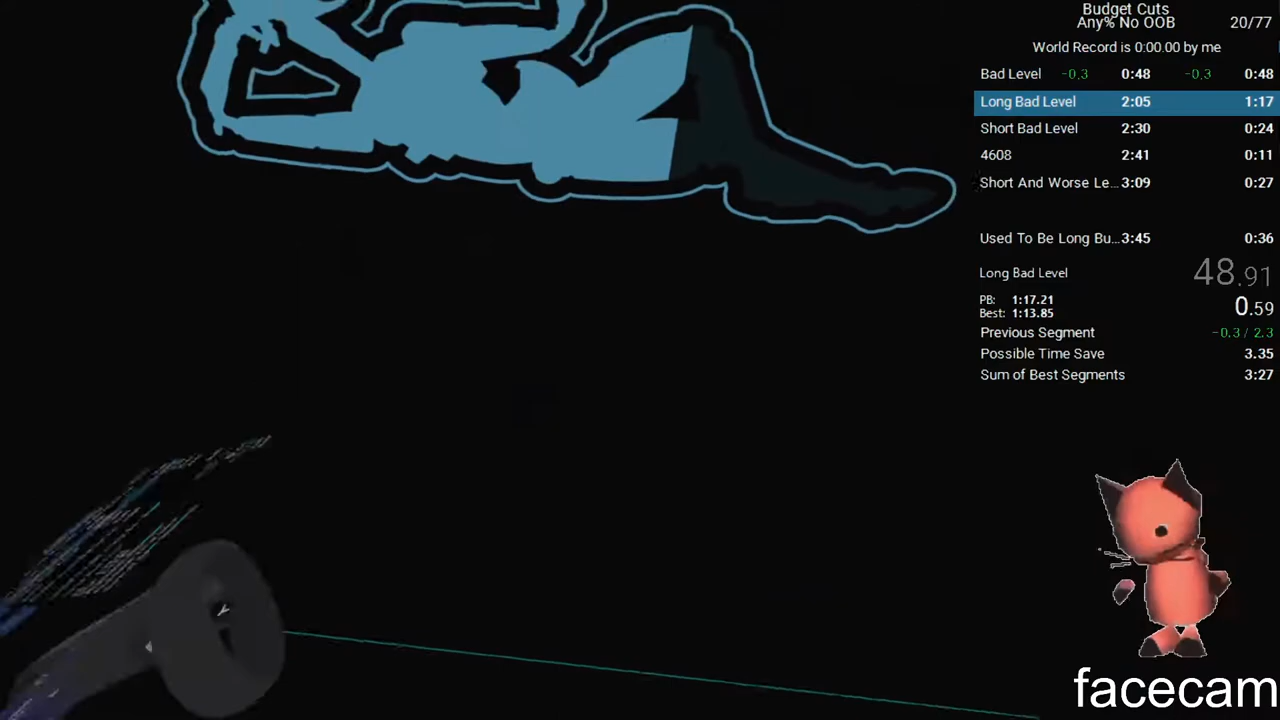 Budget Cuts
Any% No OOB 20/77
World Record is 0:00.00 by me
Bad Level -0.3 0:48 -0.3 0:48
Long Bad Level 2:05 1:17
Short Bad Level 2:30 0:24
4608 2:41 0:11
Short And Worse Le... 3:09 0:27
Used To Be Long Bu... 3:45 0:36
Long Bad Level 48.91
PB: 1:17.21 0.59
Best: 1:13.85
Previous Segment -0.3 / 2.3
Possible Time Save 3.35
Sum of Best Segments 3:27
facecam